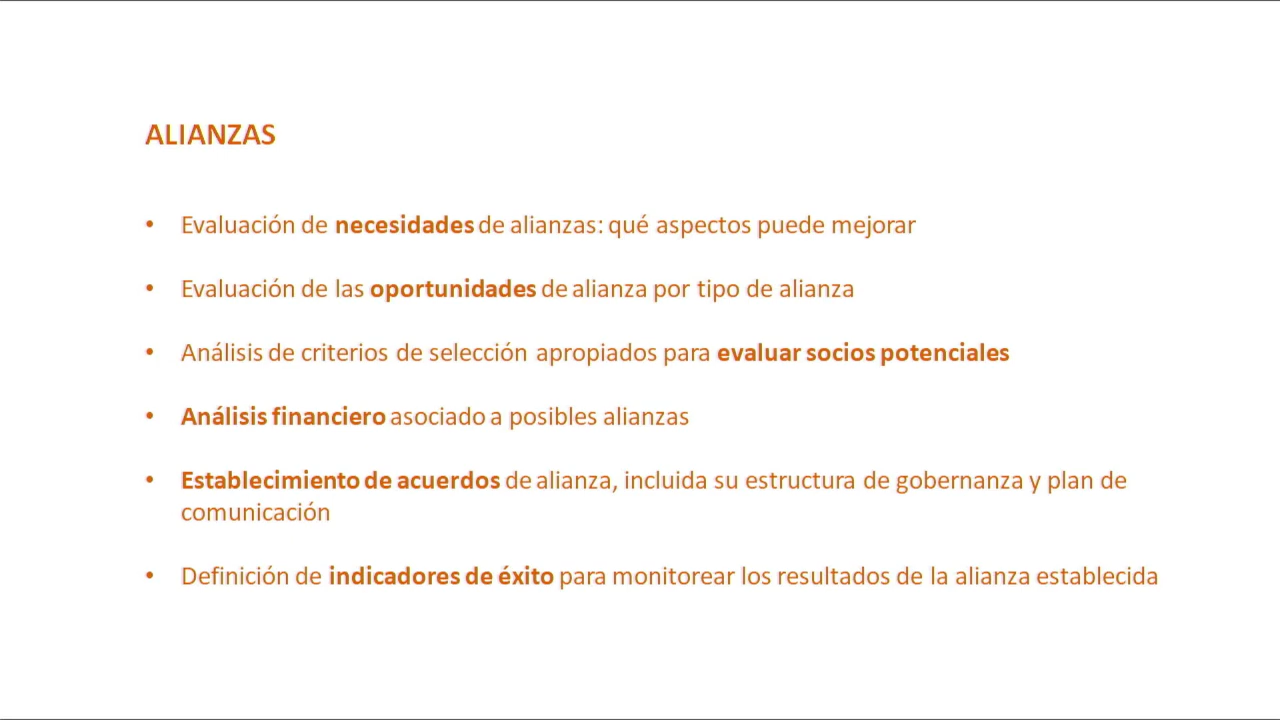 ALIANZAS
• Evaluación de necesidades de alianzas: qué aspectos puede mejorar
• Evaluación de las oportunidades de alianza por tipo de alianza
• Análisis de criterios de selección apropiados para evaluar socios potenciales
• Análisis financiero asociado a posibles alianzas
• Establecimiento de acuerdos de alianza, incluida su estructura de gobernanza y plan de
comunicación
• Definición de indicadores de éxito para monitorear los resultados de la alianza establecida